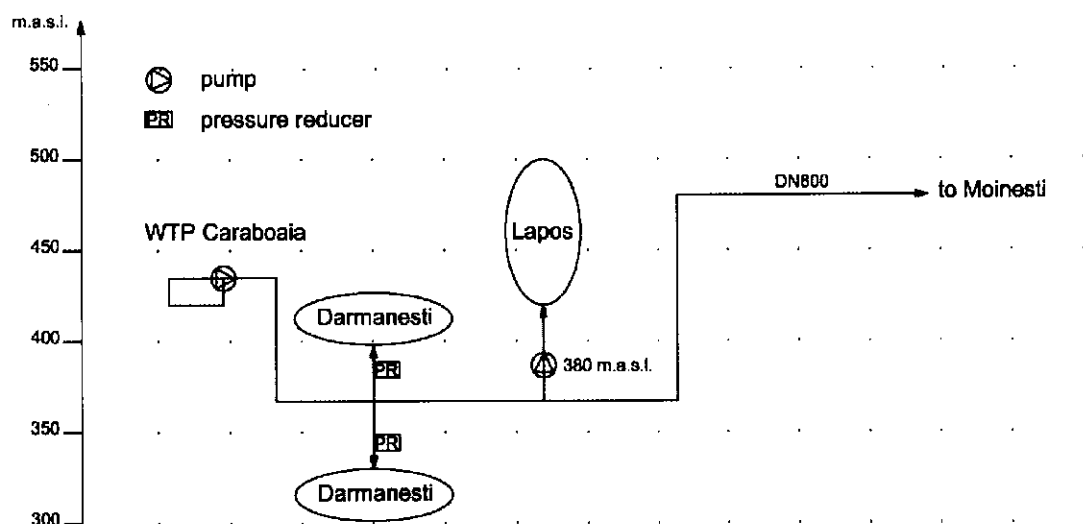 m.a.s.l.
550
pump
PR pressure reducer
500
DN800
to Moinesti
WTP Caraboaia
Lapos
450
Darmanesti
400
PR
380 m.a.s.l.
350
PR
Darmanesti
300